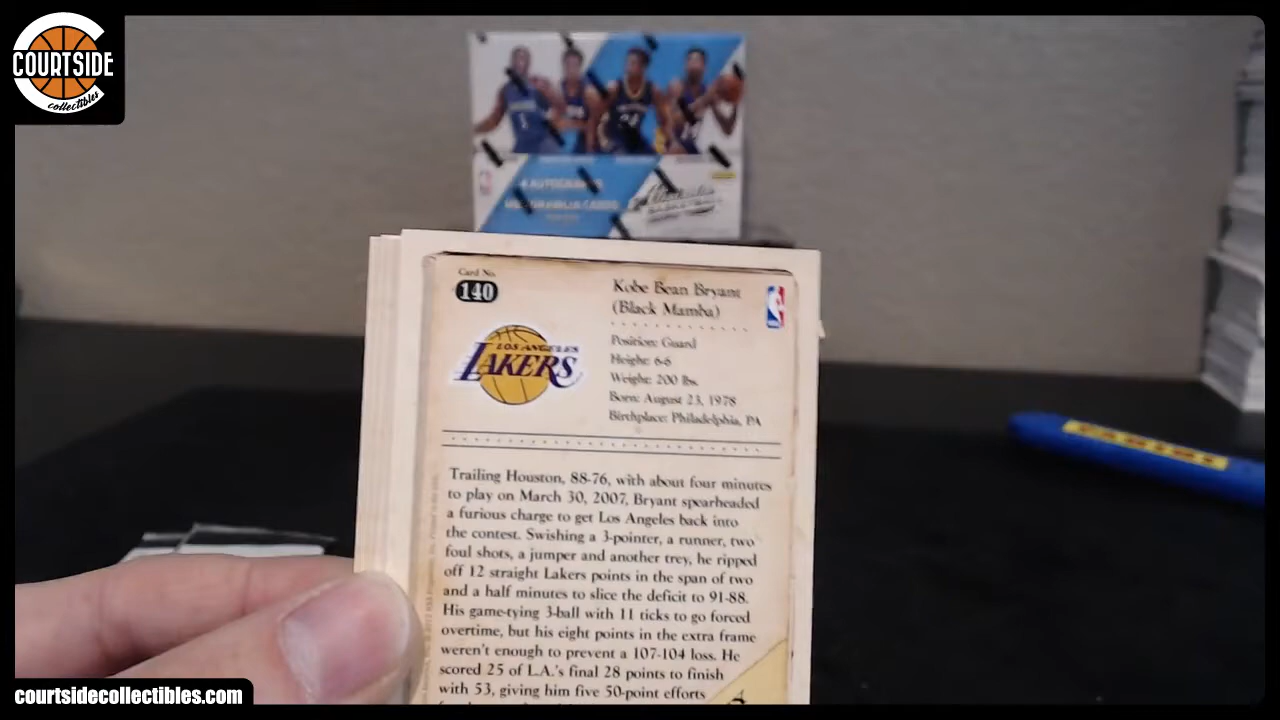 COURTSIDE
collectibles
4 AUTOGRAPHS
MEMORABILIA CARDS
Card No.
140
Kobe Bean Bryant
(Black Mamba)
LOS ANGELES
LAKERS
Position: Guard
Height: 6-6
Weight: 200 lbs.
Born: August 23, 1978
Birthplace: Philadelphia, PA
Trailing Houston, 88-76, with about four minutes
to play on March 30, 2007, Bryant spearheaded
a furious charge to get Los Angeles back into
the contest. Swishing a 3-pointer, a runner, two
foul shots, a jumper and another trey, he ripped
off 12 straight Lakers points in the span of two
and a half minutes to slice the deficit to 91-88.
His game-tying 3-ball with 11 ticks to go forced
overtime, but his eight points in the extra frame
weren't enough to prevent a 107-104 loss. He
scored 25 of L.A.'s final 28 points to finish
with 53, giving him five 50-point efforts
PANINI
courtsidecollectibles.com